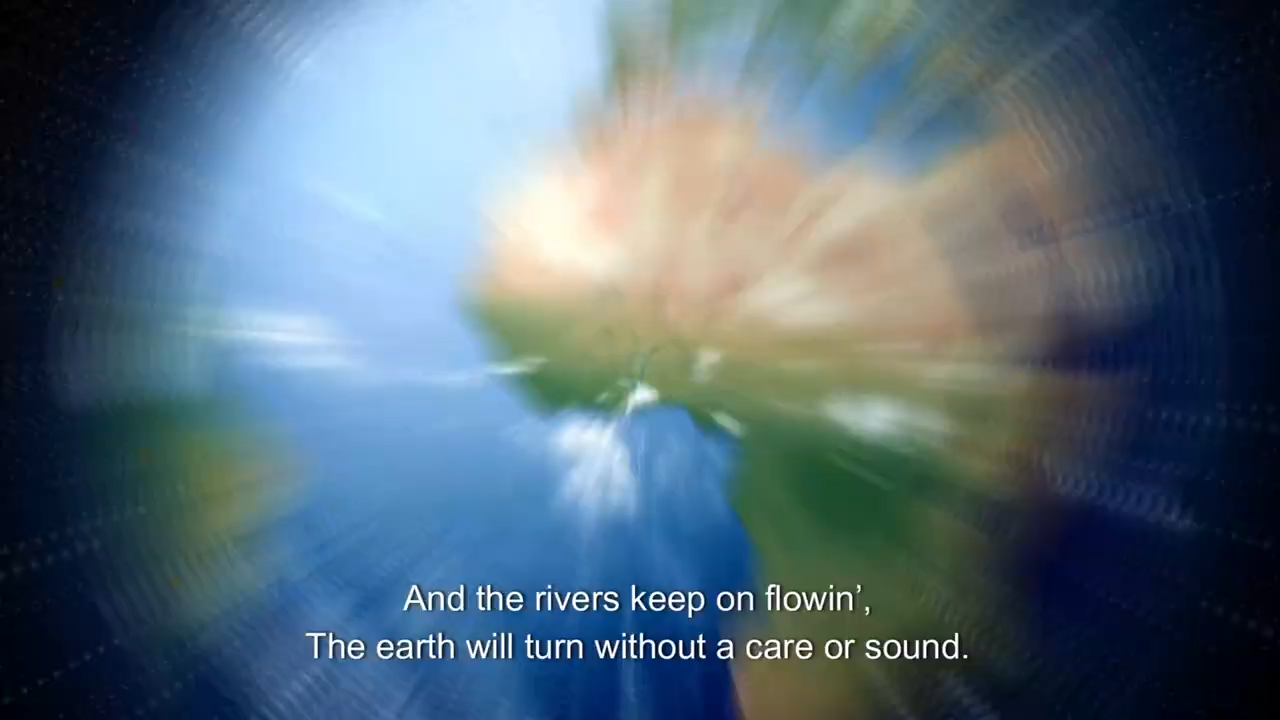 And the rivers keep on flowin’,
The earth will turn without a care or sound.